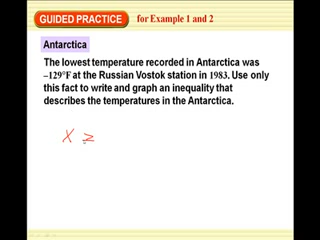 GUIDED PRACTICE for Example 1 and 2
Antarctica
The lowest temperature recorded in Antarctica was
–129°F at the Russian Vostok station in 1983. Use only
this fact to write and graph an inequality that
describes the temperatures in the Antarctica.
X ≥